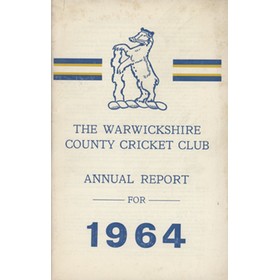 THE WARWICKSHIRE
COUNTY CRICKET CLUB
ANNUAL REPORT
FOR
1964